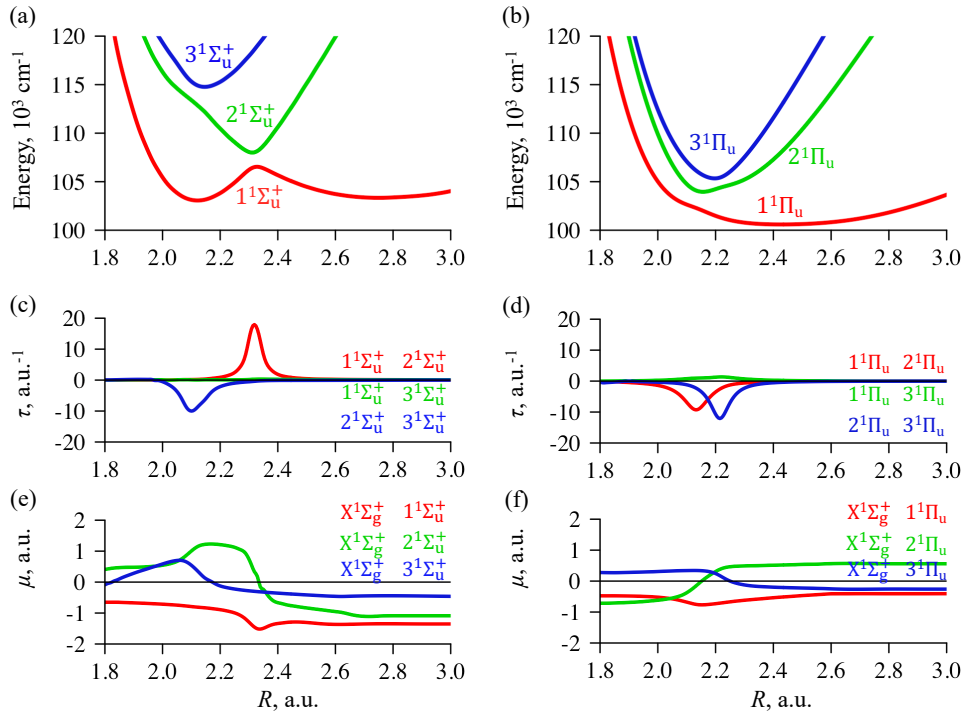 (a)
120
115
110
105
100
Energy, 10³ cm⁻¹
3¹Σᵤ⁺
2¹Σᵤ⁺
1¹Σᵤ⁺
1.8 2.0 2.2 2.4 2.6 2.8 3.0
(b)
120
115
110
105
100
Energy, 10³ cm⁻¹
3¹Πᵤ
2¹Πᵤ
1¹Πᵤ
1.8 2.0 2.2 2.4 2.6 2.8 3.0
(c)
20
10
0
-10
-20
τ, a.u.⁻¹
1¹Σᵤ⁺ 2¹Σᵤ⁺
1¹Σᵤ⁺ 3¹Σᵤ⁺
2¹Σᵤ⁺ 3¹Σᵤ⁺
1.8 2.0 2.2 2.4 2.6 2.8 3.0
(d)
20
10
0
-10
-20
τ, a.u.⁻¹
1¹Πᵤ 2¹Πᵤ
1¹Πᵤ 3¹Πᵤ
2¹Πᵤ 3¹Πᵤ
1.8 2.0 2.2 2.4 2.6 2.8 3.0
(e)
2
1
0
-1
-2
μ, a.u.
X¹Σg⁺ 1¹Σᵤ⁺
X¹Σg⁺ 2¹Σᵤ⁺
X¹Σg⁺ 3¹Σᵤ⁺
1.8 2.0 2.2 2.4 2.6 2.8 3.0
R, a.u.
(f)
2
1
0
-1
-2
μ, a.u.
X¹Σg⁺ 1¹Πᵤ
X¹Σg⁺ 2¹Πᵤ
X¹Σg⁺ 3¹Πᵤ
1.8 2.0 2.2 2.4 2.6 2.8 3.0
R, a.u.